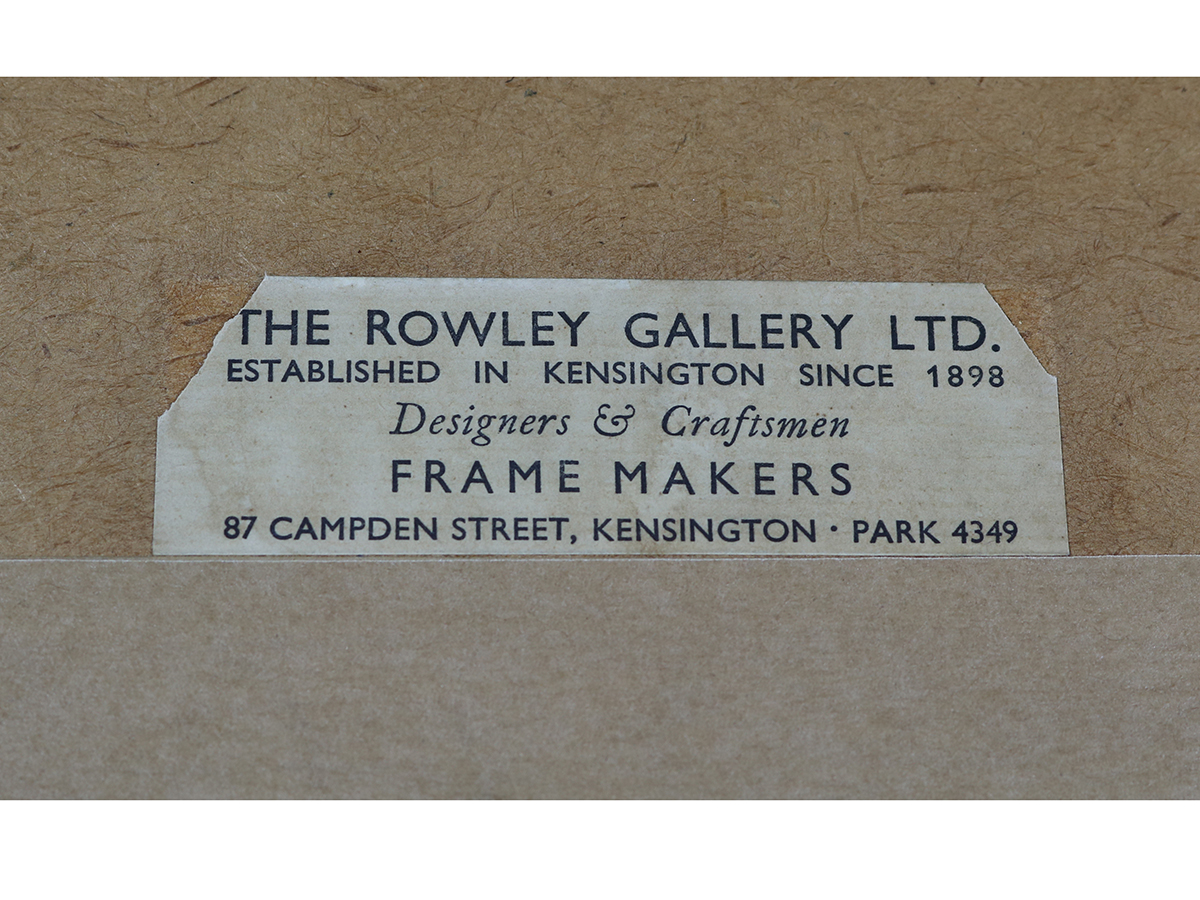 THE ROWLEY GALLERY LTD.
ESTABLISHED IN KENSINGTON SINCE 1898
Designers & Craftsmen
FRAME MAKERS
87 CAMPDEN STREET, KENSINGTON · PARK 4349